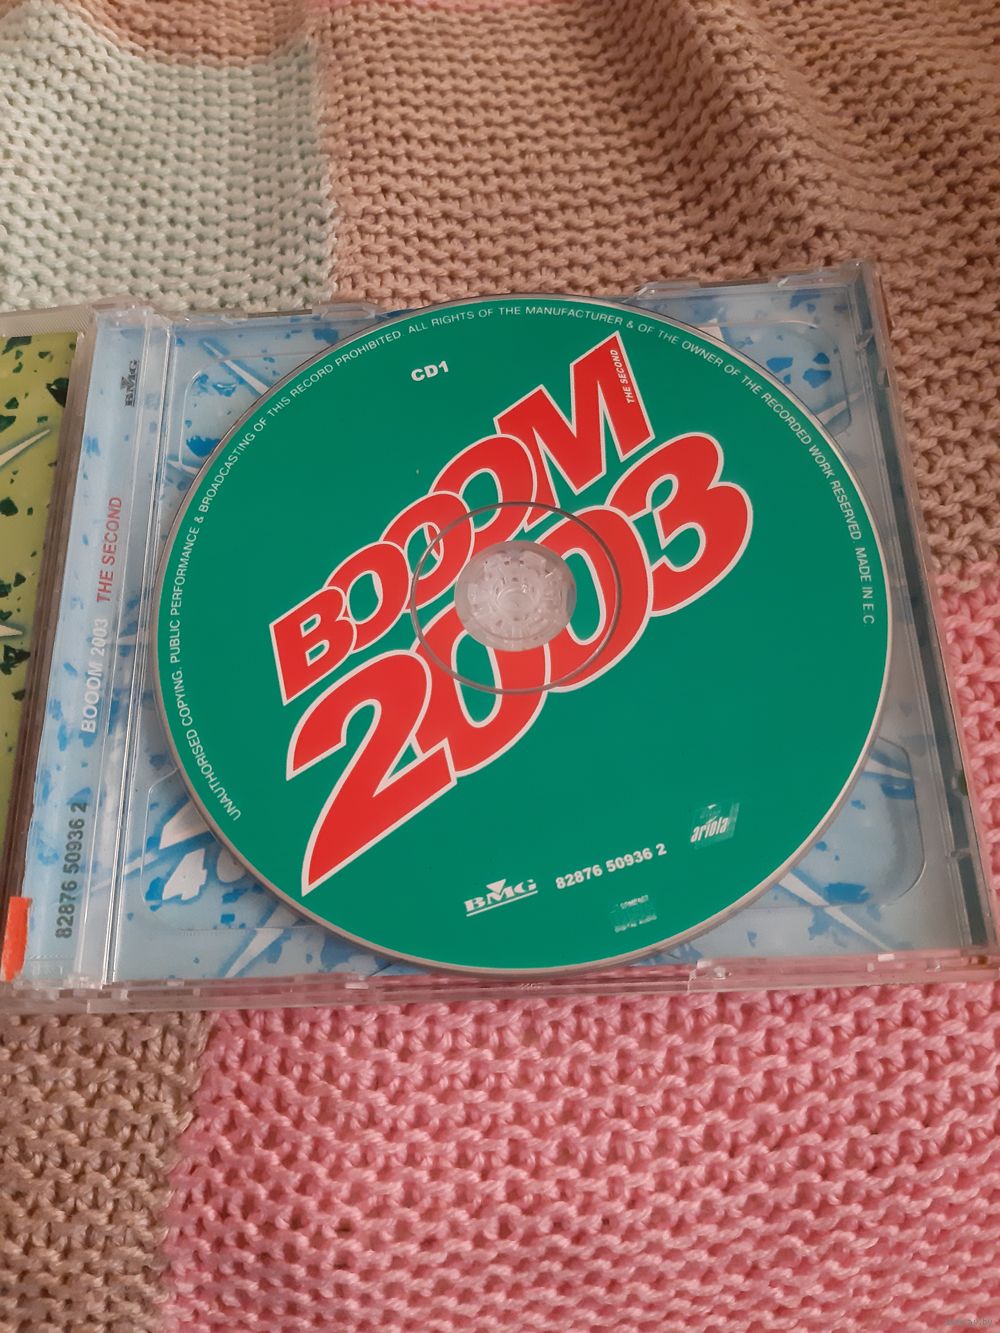 UNAUTHORISED COPYING, PUBLIC PERFORMANCE & BROADCASTING OF THIS RECORD PROHIBITED. ALL RIGHTS OF THE MANUFACTURER & OF THE OWNER OF THE RECORDED WORK RESERVED. MADE IN E C
CD1
BOOOM
THE SECOND
2003
BMG
82876 50936 2
ariola
BMG
BOOOM 2003 THE SECOND
82876 50936 2